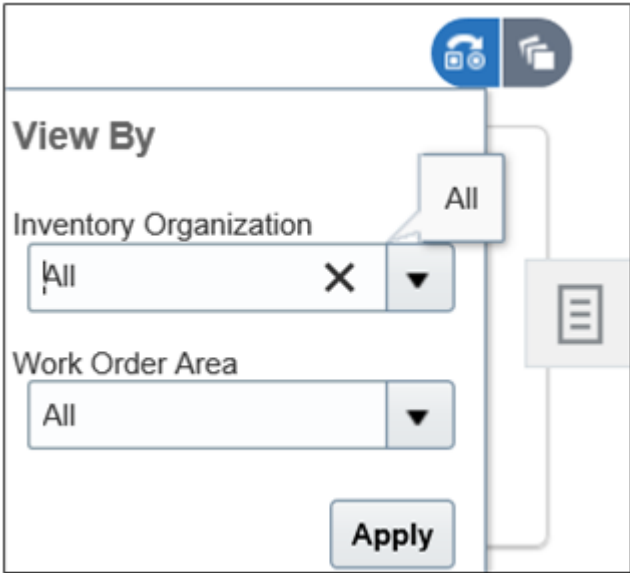 View By
All
Inventory Organization
All
Work Order Area
All
Apply